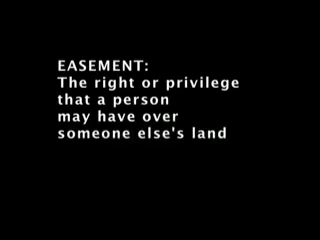 EASEMENT:
The right or privilege
that a person
may have over
someone else's land